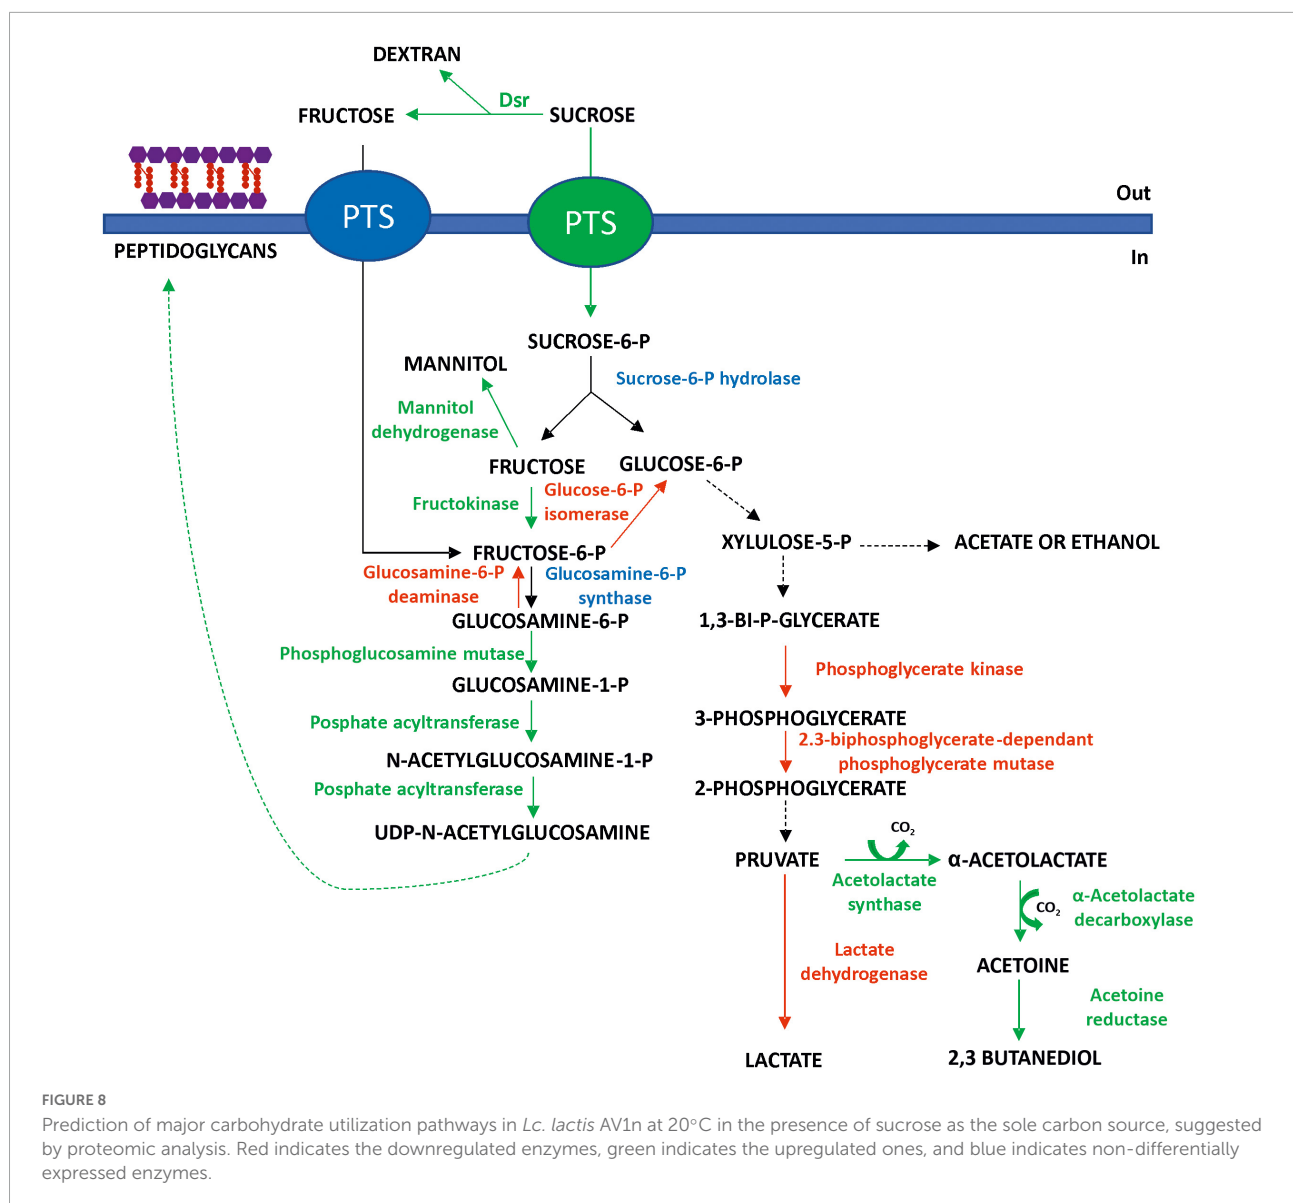 DEXTRAN
Dsr
FRUCTOSE
SUCROSE
PTS
PTS
Out
In
PEPTIDOGLYCANS
SUCROSE-6-P
Sucrose-6-P hydrolase
MANNITOL
Mannitol
dehydrogenase
FRUCTOSE
GLUCOSE-6-P
Fructokinase
Glucose-6-P
isomerase
FRUCTOSE-6-P
XYLULOSE-5-P
ACETATE OR ETHANOL
Glucosamine-6-P
deaminase
Glucosamine-6-P
synthase
GLUCOSAMINE-6-P
1,3-BI-P-GLYCERATE
Phosphoglucosamine mutase
Phosphoglycerate kinase
GLUCOSAMINE-1-P
3-PHOSPHOGLYCERATE
Posphate acyltransferase
2.3-biphosphoglycerate-dependant
phosphoglycerate mutase
N-ACETYLGLUCOSAMINE-1-P
2-PHOSPHOGLYCERATE
Posphate acyltransferase
UDP-N-ACETYLGLUCOSAMINE
CO2
PRUVATE
α-ACETOLACTATE
Acetolactate
synthase
CO2
α-Acetolactate
decarboxylase
Lactate
dehydrogenase
ACETOINE
Acetoine
reductase
LACTATE
2,3 BUTANEDIOL
FIGURE 8
Prediction of major carbohydrate utilization pathways in Lc. lactis AV1n at 20°C in the presence of sucrose as the sole carbon source, suggested
by proteomic analysis. Red indicates the downregulated enzymes, green indicates the upregulated ones, and blue indicates non-differentially
expressed enzymes.